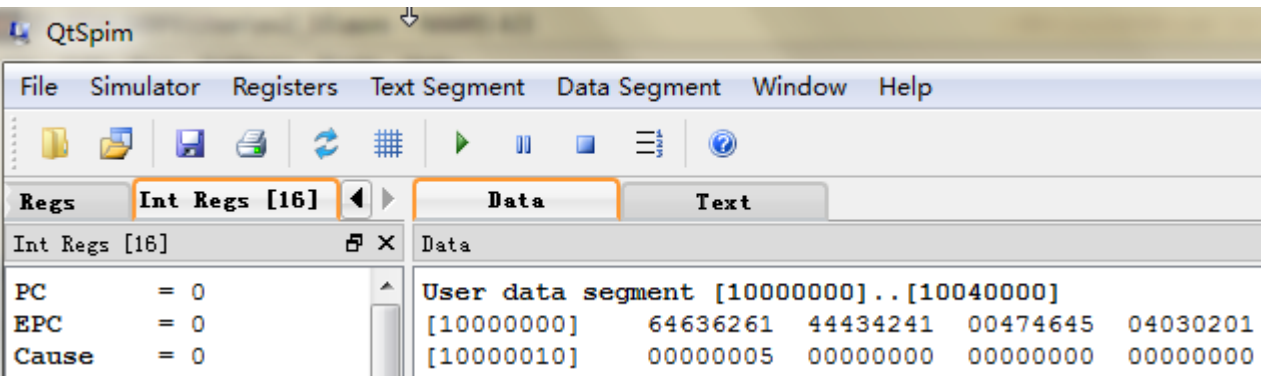 QtSpim
File Simulator Registers Text Segment Data Segment Window Help
Regs Int Regs [16] Data Text
Int Regs [16] Data
PC = 0
EPC = 0
Cause = 0
User data segment [10000000]..[10040000]
[10000000] 64636261 44434241 00474645 04030201
[10000010] 00000005 00000000 00000000 00000000